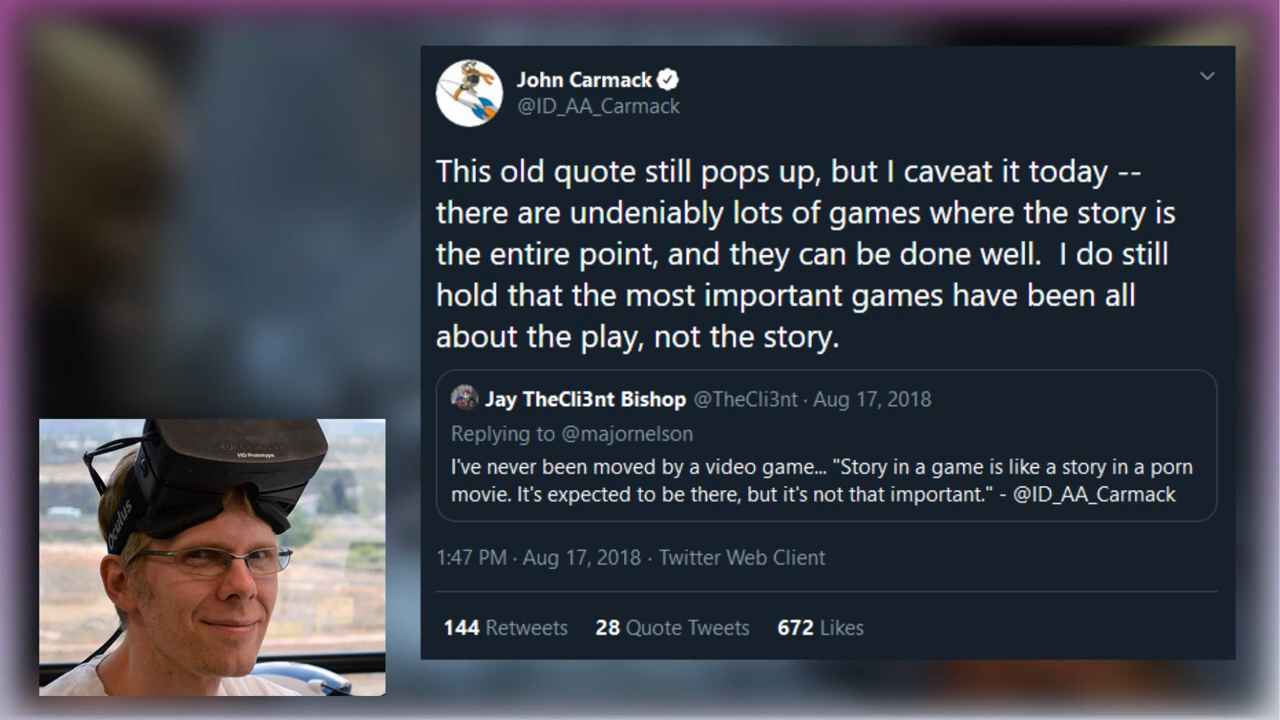 John Carmack
@ID_AA_Carmack
This old quote still pops up, but I caveat it today --
there are undeniably lots of games where the story is
the entire point, and they can be done well.  I do still
hold that the most important games have been all
about the play, not the story.
Jay TheCli3nt Bishop @TheCli3nt · Aug 17, 2018
Replying to @majornelson
I've never been moved by a video game... "Story in a game is like a story in a porn
movie. It's expected to be there, but it's not that important." - @ID_AA_Carmack
1:47 PM · Aug 17, 2018 · Twitter Web Client
144 Retweets 28 Quote Tweets 672 Likes
HD Prototype
Oculus